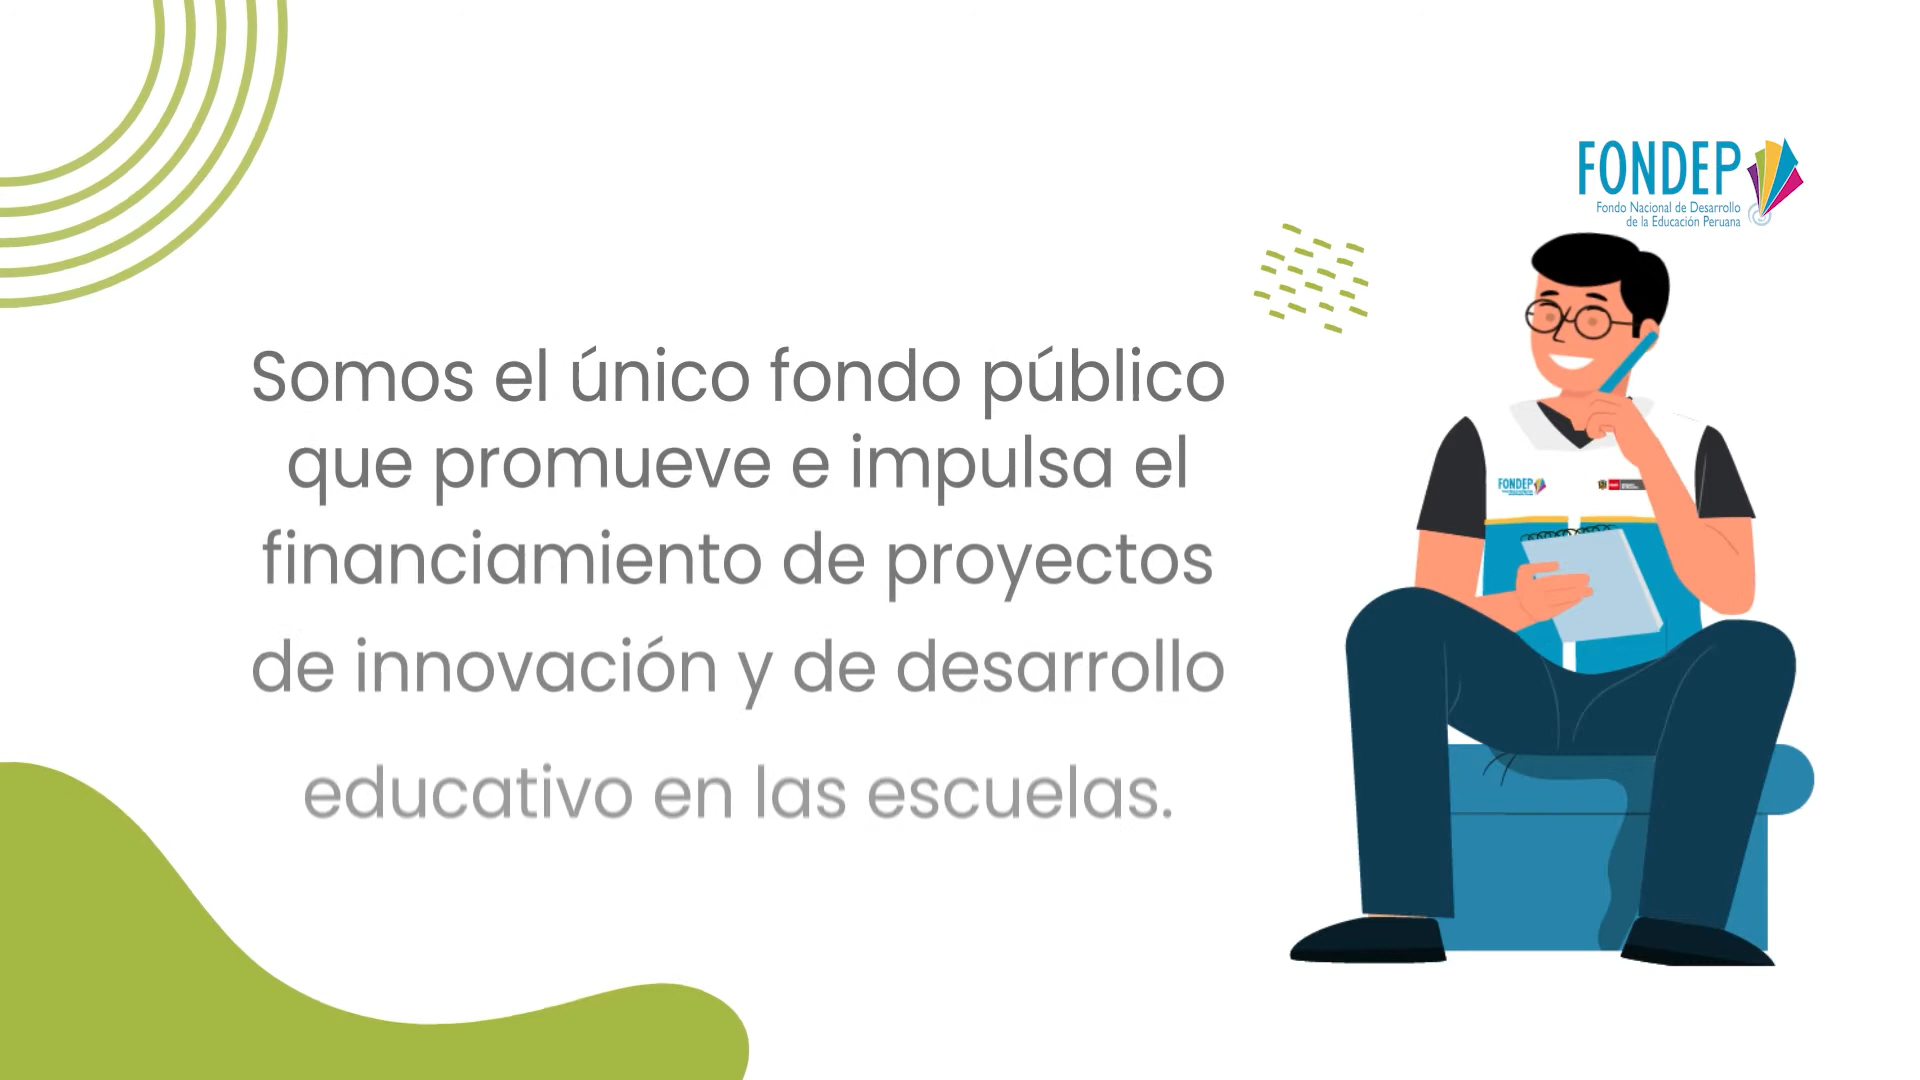 FONDEP
Fondo Nacional de Desarrollo
de la Educación Peruana
Somos el único fondo público
que promueve e impulsa el
financiamiento de proyectos
de innovación y de desarrollo
educativo en las escuelas.
FONDEP